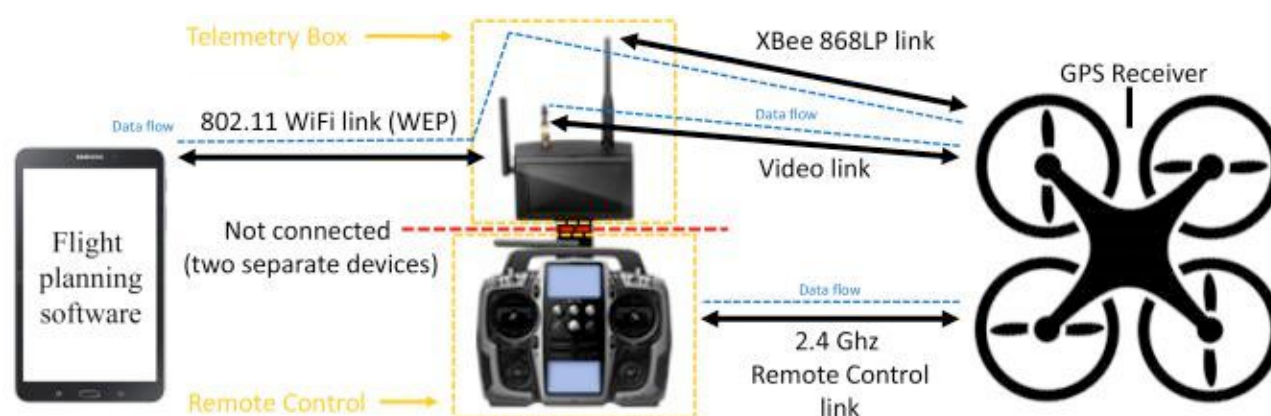 Telemetry Box
XBee 868LP link
GPS Receiver
Data flow
802.11 WiFi link (WEP)
Data flow
Video link
SAMSUNG
Flight
planning
software
Not connected
(two separate devices)
Data flow
2.4 Ghz
Remote Control
link
Remote Control